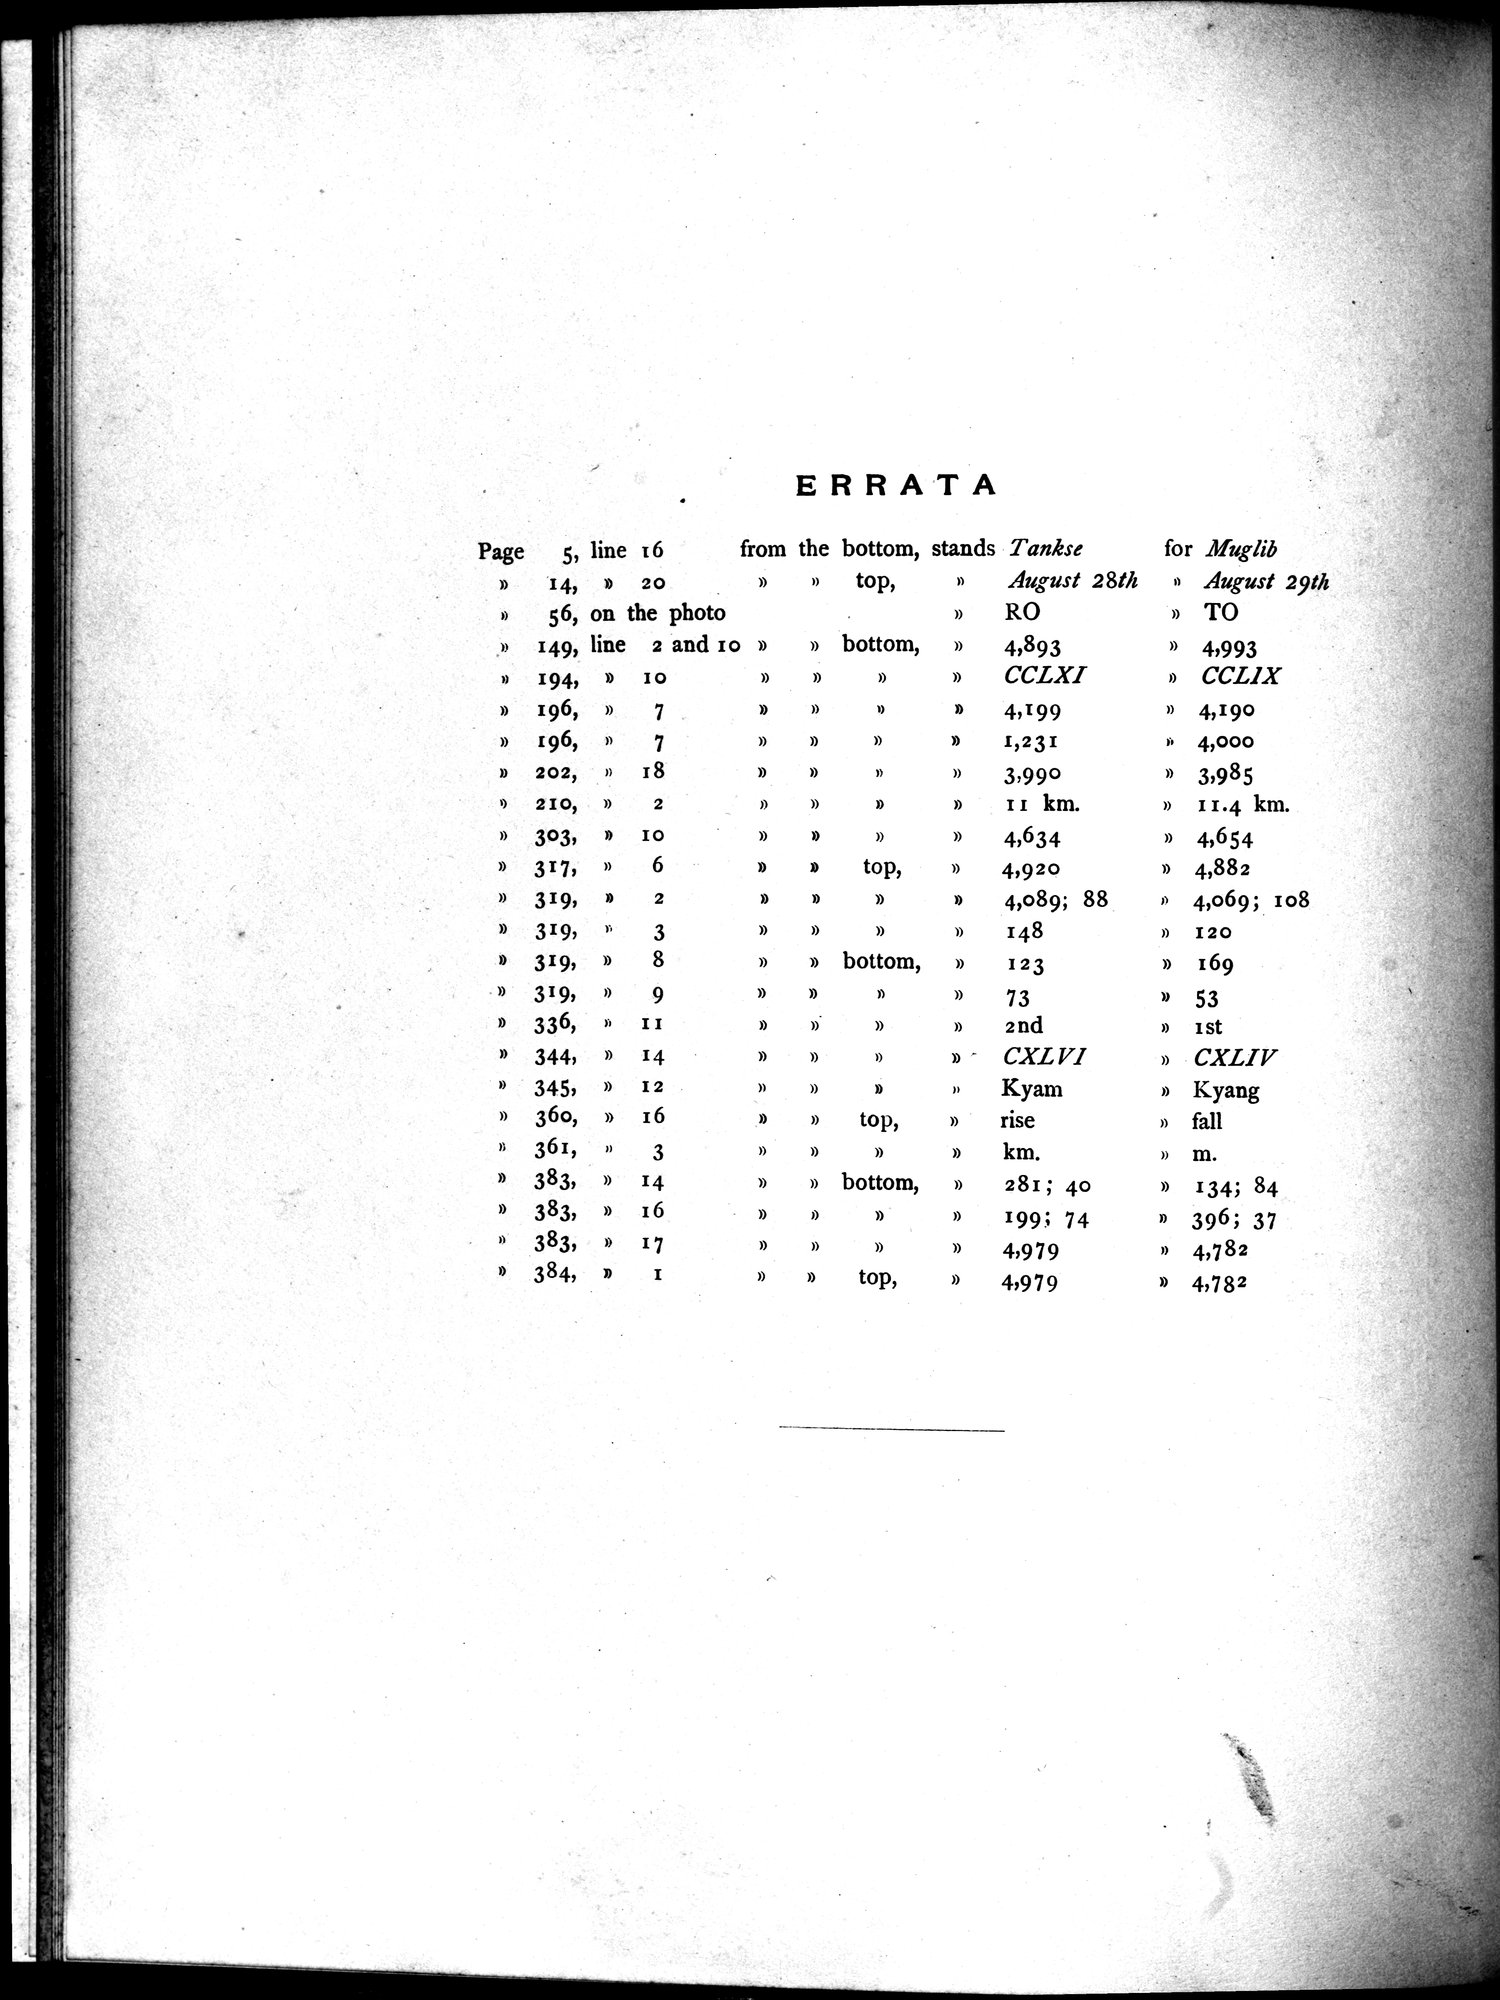 ERRATA
Page 5, line 16 from the bottom, stands Tankse for Muglib
» 14, » 20 » » top, » August 28th » August 29th
» 56, on the photo » RO » TO
» 149, line 2 and 10 » » bottom, » 4,893 » 4,993
» 194, » 10 » » » » CCLXI » CCLIX
» 196, » 7 » » » » 4,199 » 4,190
» 196, » 7 » » » » 1,231 » 4,000
» 202, » 18 » » » » 3,990 » 3,985
» 210, » 2 » » » » 11 km. » 11.4 km.
» 303, » 10 » » » » 4,634 » 4,654
» 317, » 6 » » top, » 4,920 » 4,882
» 319, » 2 » » » » 4,089; 88 » 4,069; 108
» 319, » 3 » » » » 148 » 120
» 319, » 8 » » bottom, » 123 » 169
» 319, » 9 » » » » 73 » 53
» 336, » 11 » » » » 2nd » 1st
» 344, » 14 » » » » CXLVI » CXLIV
» 345, » 12 » » » » Kyam » Kyang
» 360, » 16 » » top, » rise » fall
» 361, » 3 » » » » km. » m.
» 383, » 14 » » bottom, » 281; 40 » 134; 84
» 383, » 16 » » » » 199; 74 » 396; 37
» 383, » 17 » » » » 4,979 » 4,782
» 384, » 1 » » top, » 4,979 » 4,782